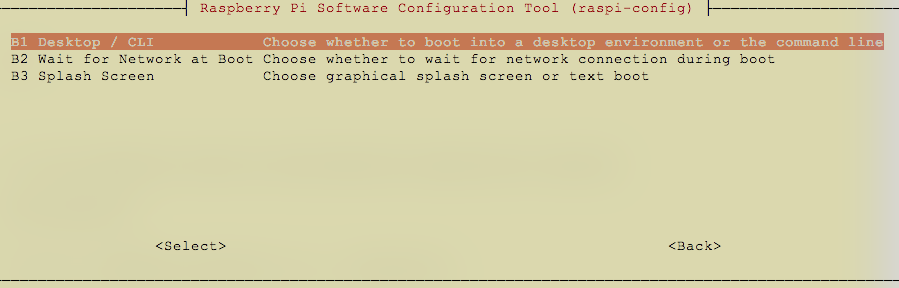 Raspberry Pi Software Configuration Tool (raspi-config)
B1 Desktop / CLI Choose whether to boot into a desktop environment or the command line
B2 Wait for Network at Boot Choose whether to wait for network connection during boot
B3 Splash Screen Choose graphical splash screen or text boot
<Select> <Back>